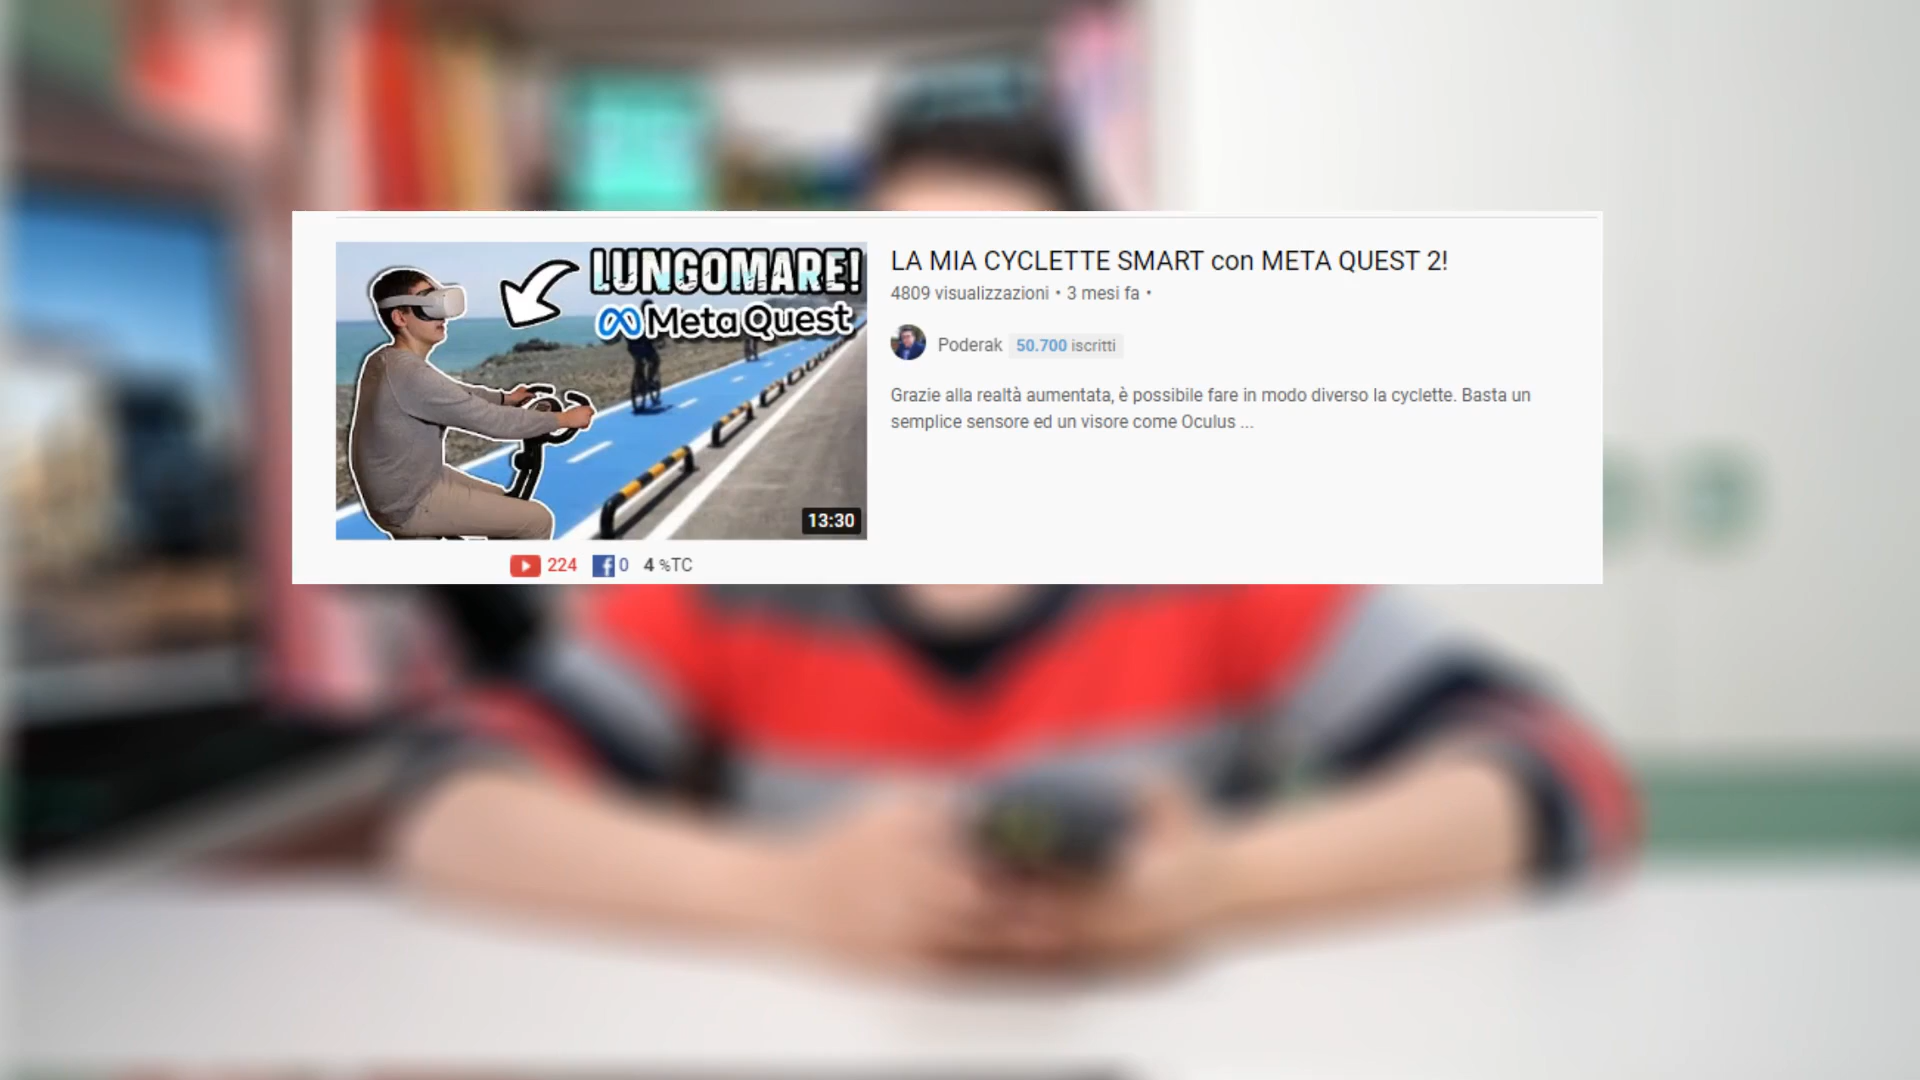 LUNGOMARE!
Meta Quest
13:30
LA MIA CYCLETTE SMART con META QUEST 2!
4809 visualizzazioni • 3 mesi fa •
Poderak 50.700 iscritti
Grazie alla realtà aumentata, è possibile fare in modo diverso la cyclette. Basta un
semplice sensore ed un visore come Oculus ...
224 0 4 %TC